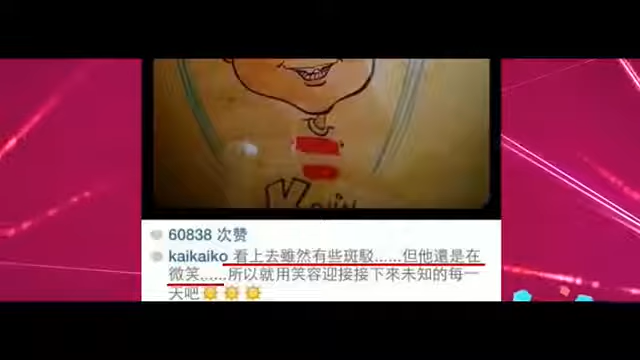 Kevin
60838 次赞
kaikaiko 看上去雖然有些斑駁......但他還是在
微笑......所以就用笑容迎接接下來未知的每一
天吧